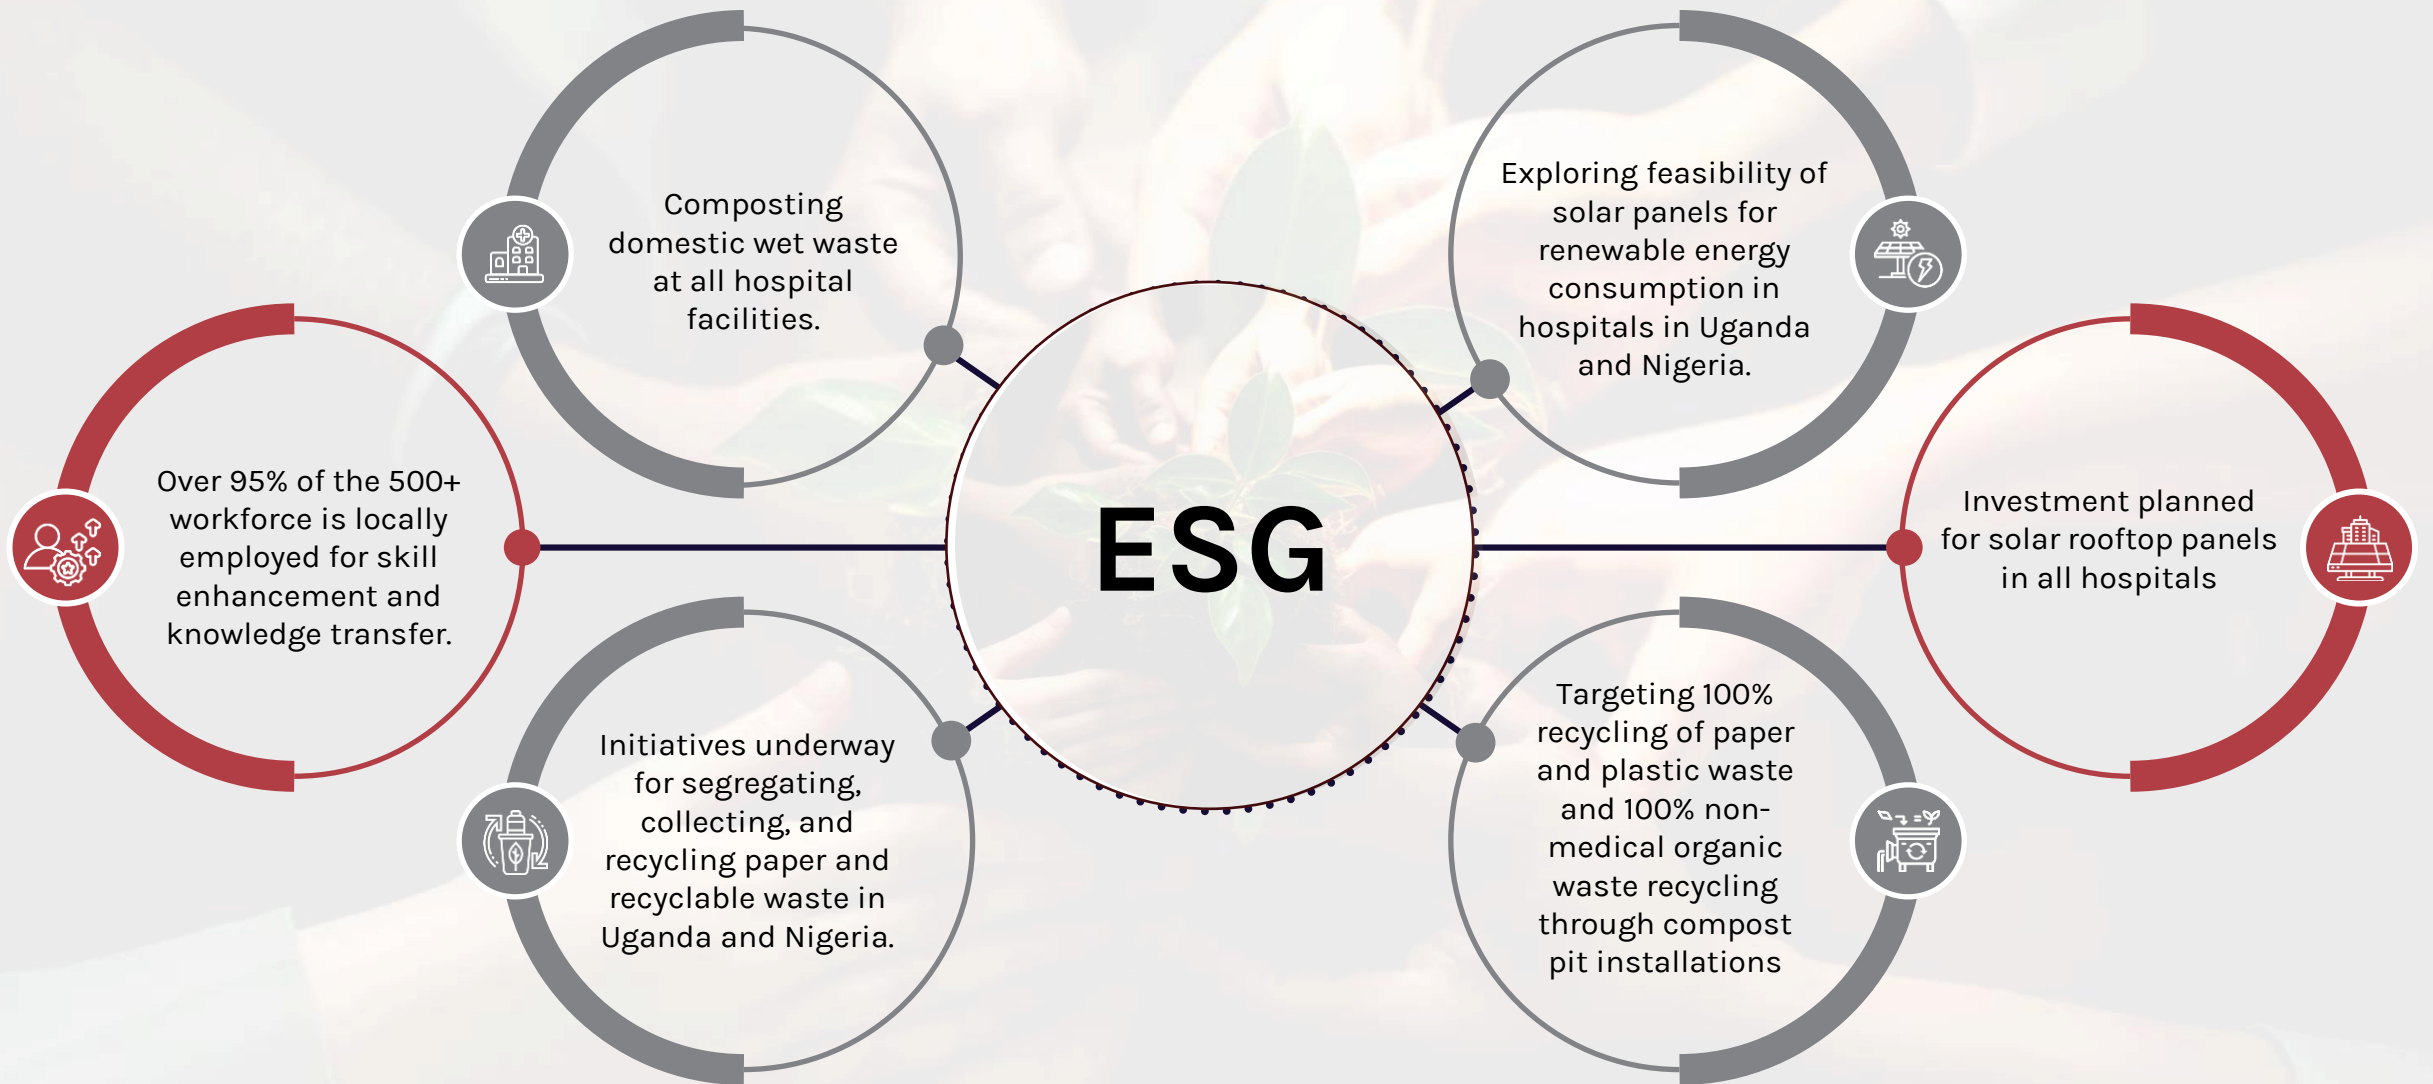 Composting
domestic wet waste
at all hospital
facilities.
Exploring feasibility of
solar panels for
renewable energy
consumption in
hospitals in Uganda
and Nigeria.
Over 95% of the 500+
workforce is locally
employed for skill
enhancement and
knowledge transfer.
ESG
Investment planned
for solar rooftop panels
in all hospitals
Initiatives underway
for segregating,
collecting, and
recycling paper and
recyclable waste in
Uganda and Nigeria.
Targeting 100%
recycling of paper
and plastic waste
and 100% non-
medical organic
waste recycling
through compost
pit installations